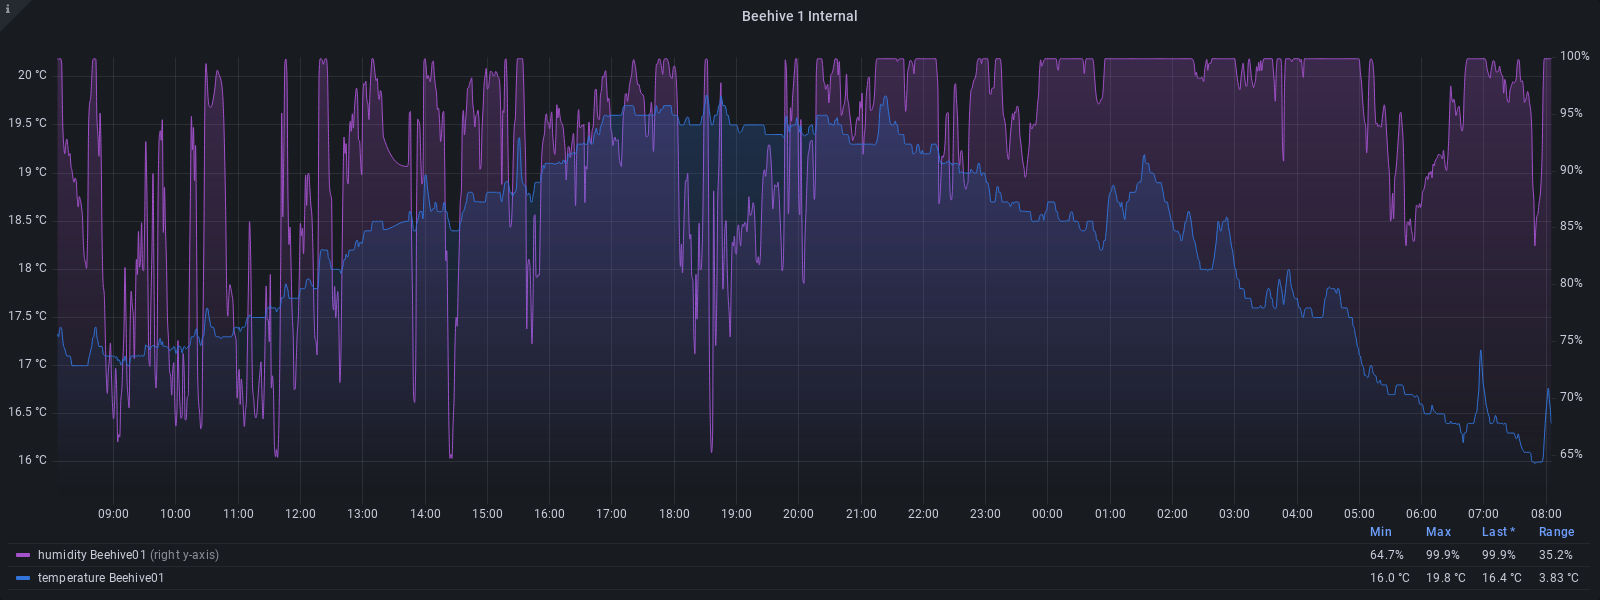 i
Beehive 1 Internal
20 °C
19.5 °C
19 °C
18.5 °C
18 °C
17.5 °C
17 °C
16.5 °C
16 °C
100%
95%
90%
85%
80%
75%
70%
65%
09:00 10:00 11:00 12:00 13:00 14:00 15:00 16:00 17:00 18:00 19:00 20:00 21:00 22:00 23:00 00:00 01:00 02:00 03:00 04:00 05:00 06:00 07:00 08:00
Min Max Last * Range
humidity Beehive01 (right y-axis) 64.7% 99.9% 99.9% 35.2%
temperature Beehive01 16.0 °C 19.8 °C 16.4 °C 3.83 °C